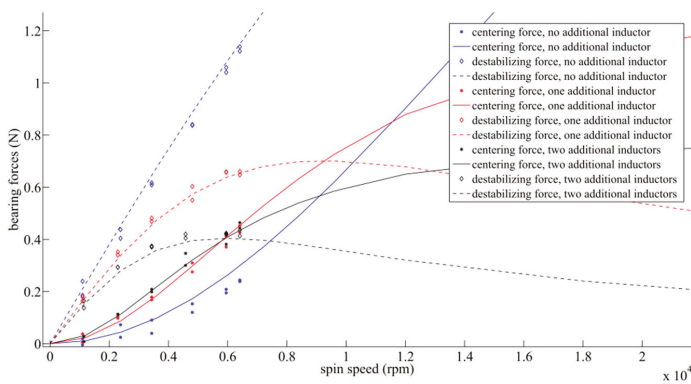 1.2
1
0.8
0.6
0.4
0.2
0
bearing forces (N)
centering force, no additional inductor
centering force, no additional inductor
destabilizing force, no additional inductor
destabilizing force, no additional inductor
centering force, one additional inductor
centering force, one additional inductor
destabilizing force, one additional inductor
destabilizing force, one additional inductor
centering force, two additional inductors
centering force, two additional inductors
destabilizing force, two additional inductors
destabilizing force, two additional inductors
0 0.2 0.4 0.6 0.8 1 1.2 1.4 1.6 1.8 2
spin speed (rpm)
x 10⁴